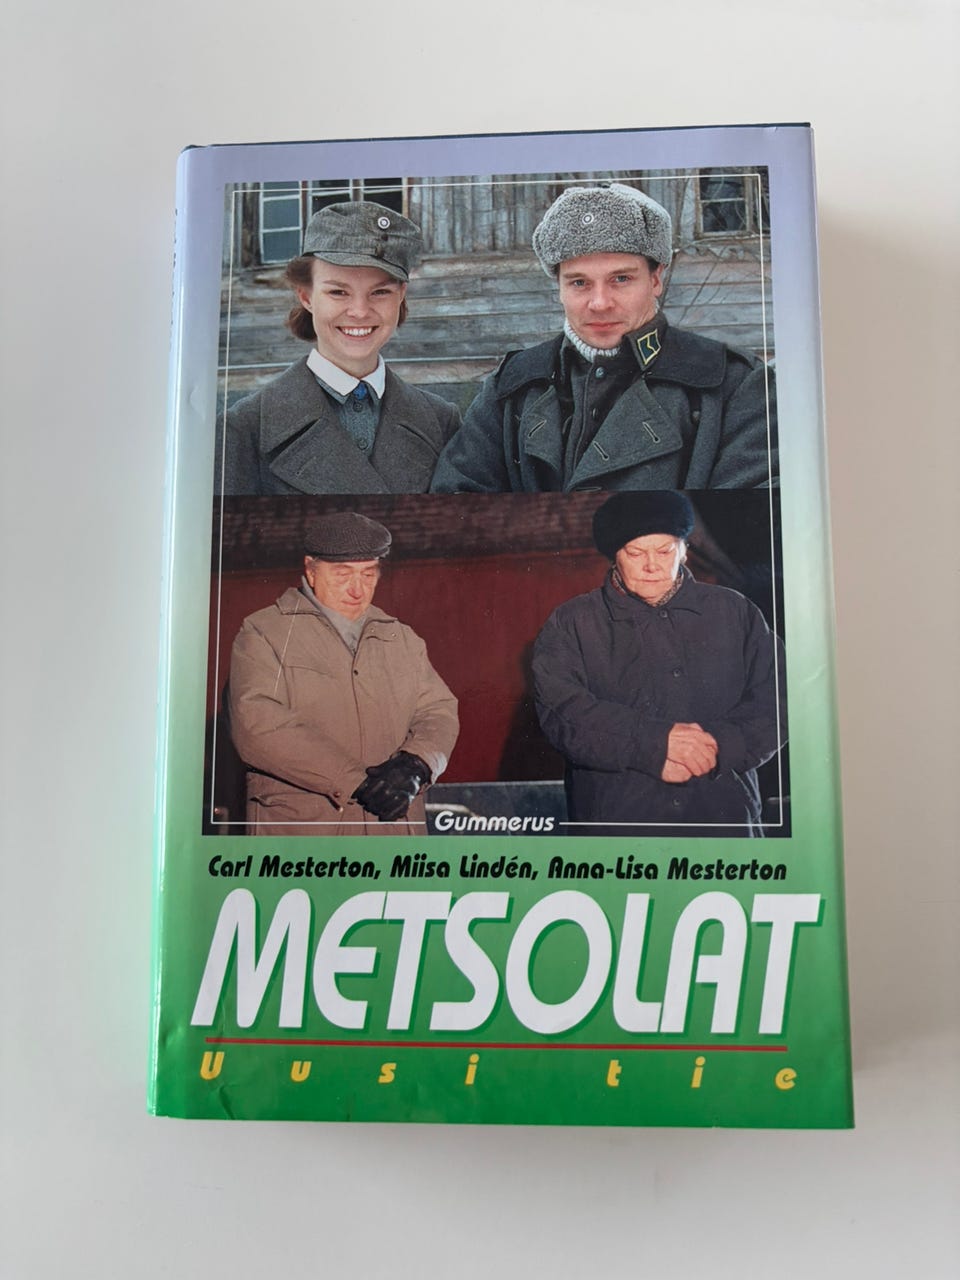 Gummerus
Carl Mesterton, Miisa Lindén, Anna-Lisa Mesterton
METSOLAT
Uusi tie